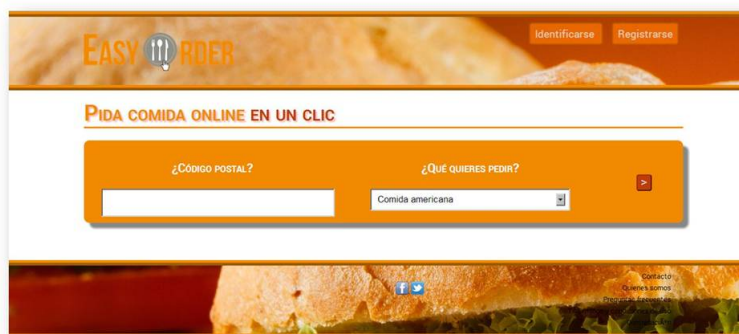 EASY ORDER
Identificarse
Registrarse
PIDA COMIDA ONLINE EN UN CLIC
¿CÓDIGO POSTAL?
¿QUÉ QUIERES PEDIR?
Comida americana
>
Contacto
Quienes somos
Preguntas frecuentes